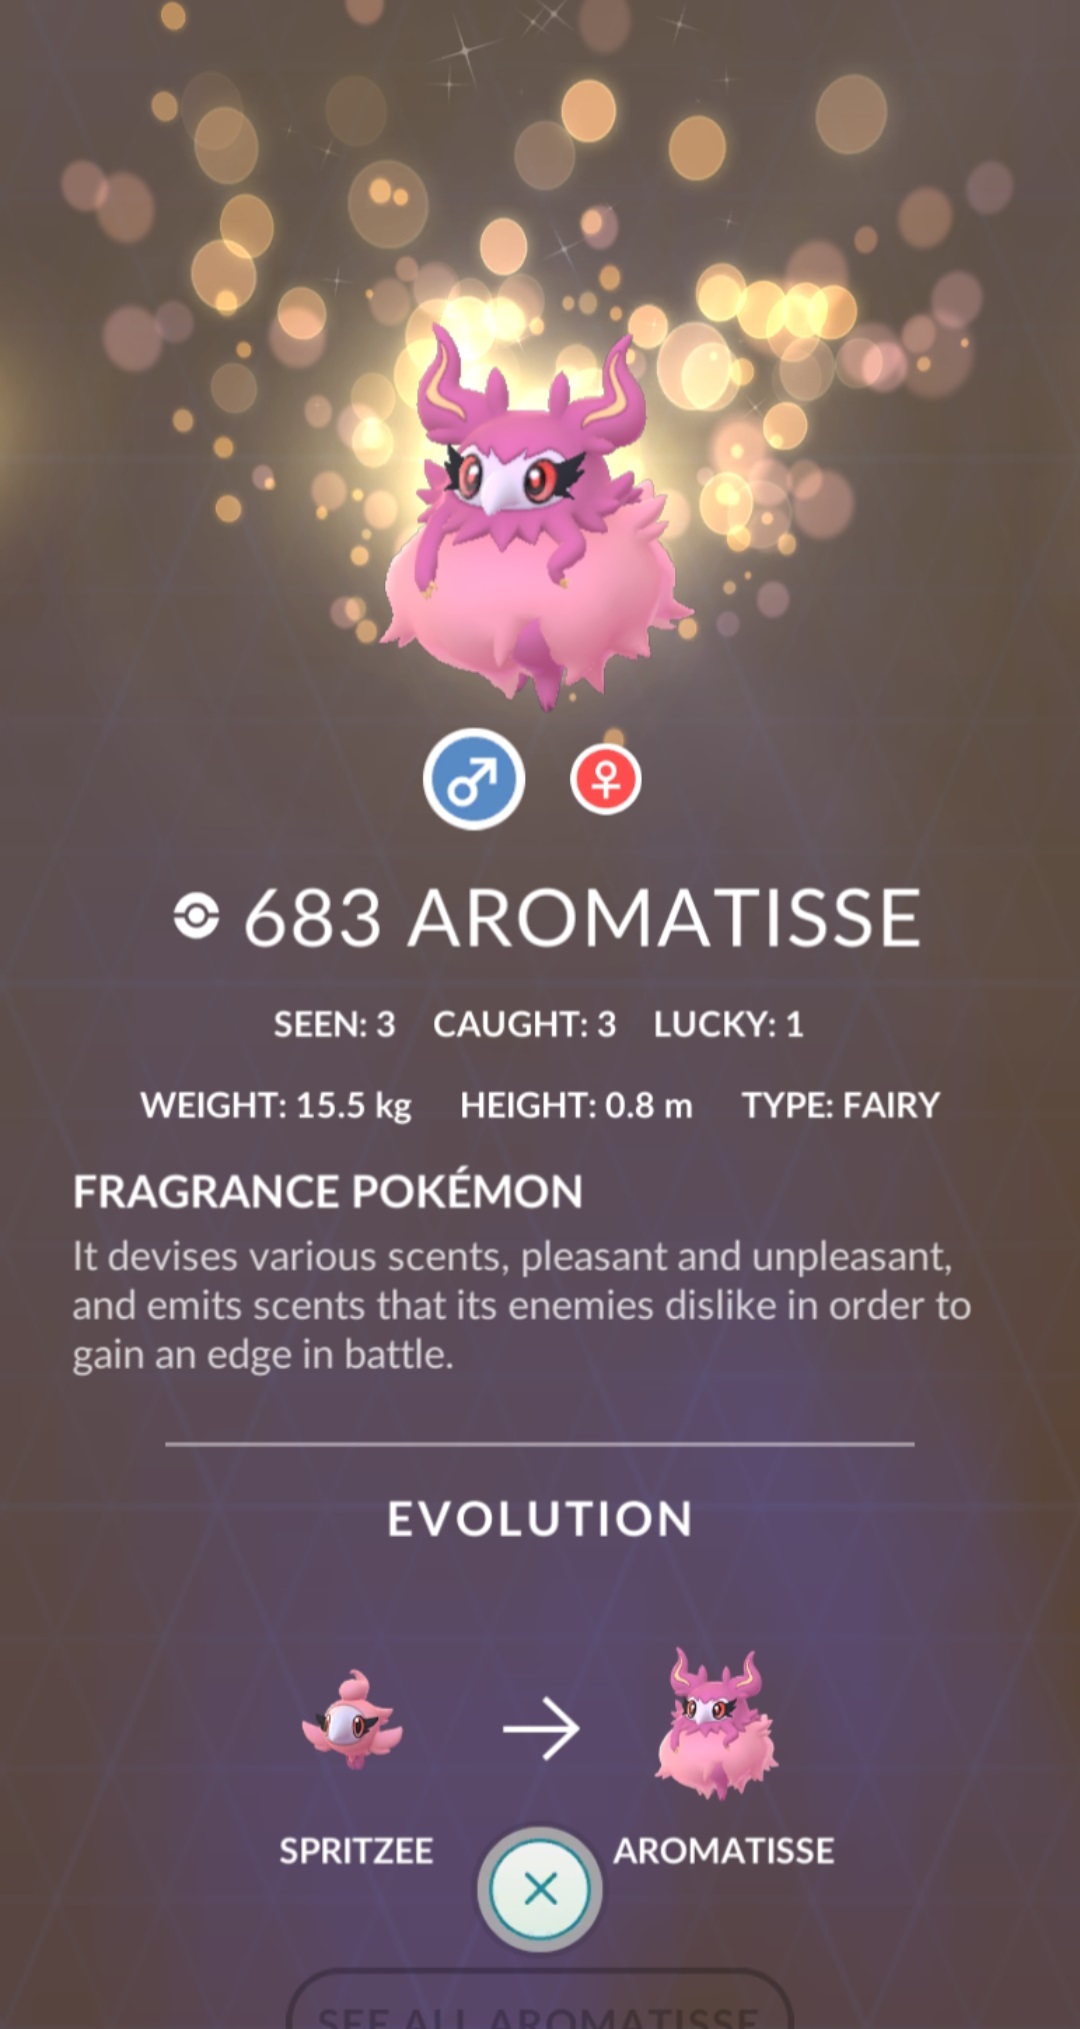 683 AROMATISSE
SEEN: 3 CAUGHT: 3 LUCKY: 1
WEIGHT: 15.5 kg HEIGHT: 0.8 m TYPE: FAIRY
FRAGRANCE POKÉMON
It devises various scents, pleasant and unpleasant,
and emits scents that its enemies dislike in order to
gain an edge in battle.
EVOLUTION
SPRITZEE AROMATISSE
SEE ALL AROMATISSE